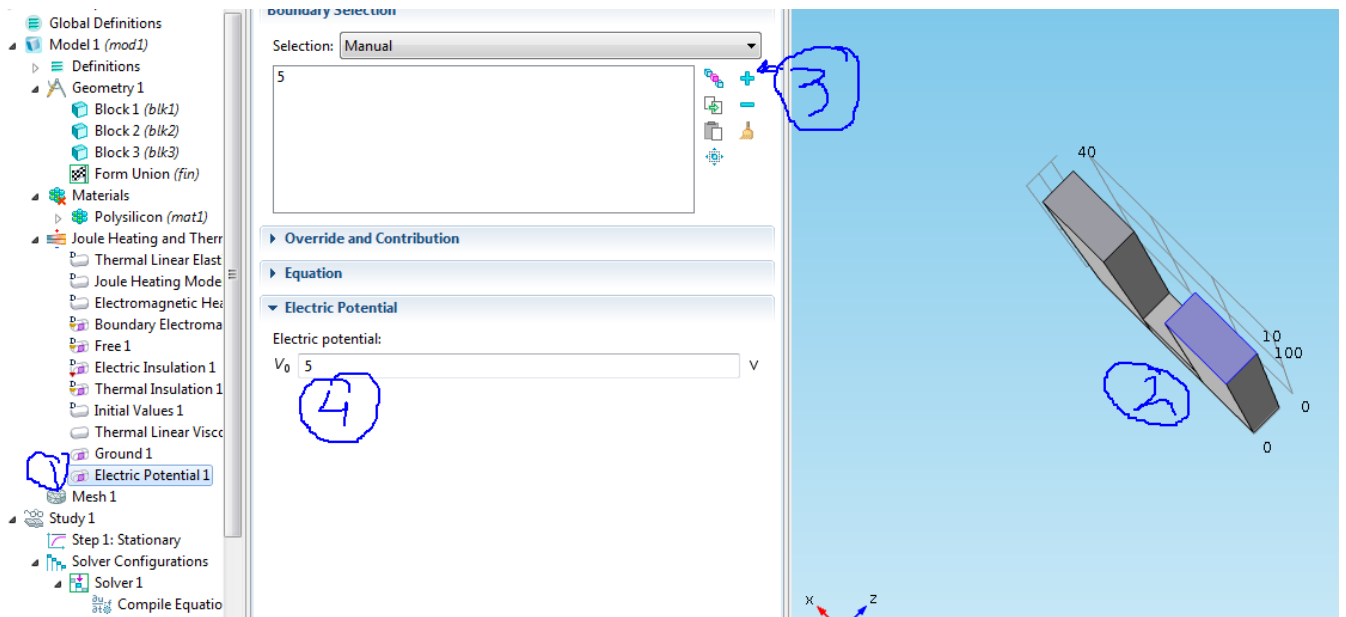 Global Definitions
Model 1 (mod1)
Definitions
Geometry 1
Block 1 (blk1)
Block 2 (blk2)
Block 3 (blk3)
Form Union (fin)
Materials
Polysilicon (mat1)
Joule Heating and Therr
Thermal Linear Elast
Joule Heating Mode
Electromagnetic Hea
Boundary Electroma
Free 1
Electric Insulation 1
Thermal Insulation 1
Initial Values 1
Thermal Linear Viscc
Ground 1
Electric Potential 1
Mesh 1
Study 1
Step 1: Stationary
Solver Configurations
Solver 1
Compile Equatio
1
Boundary Selection
Selection: Manual
5
3
Override and Contribution
Equation
Electric Potential
Electric potential:
V0 5 V
4
40
10
100
0
0
2
x z